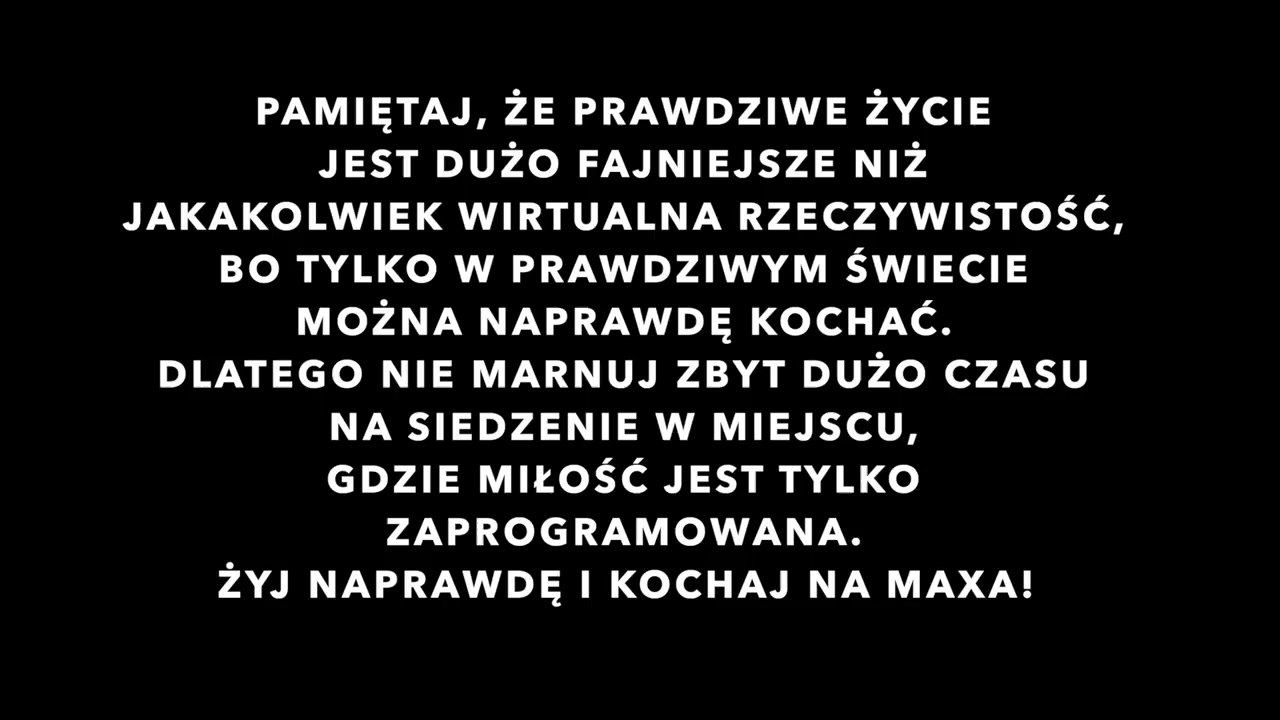 PAMIĘTAJ, ŻE PRAWDZIWE ŻYCIE
JEST DUŻO FAJNIEJSZE NIŻ
JAKAKOLWIEK WIRTUALNA RZECZYWISTOŚĆ,
BO TYLKO W PRAWDZIWYM ŚWIECIE
MOŻNA NAPRAWDĘ KOCHAĆ.
DLATEGO NIE MARNUJ ZBYT DUŻO CZASU
NA SIEDZENIE W MIEJSCU,
GDZIE MIŁOŚĆ JEST TYLKO
ZAPROGRAMOWANA.
ŻYJ NAPRAWDĘ I KOCHAJ NA MAXA!